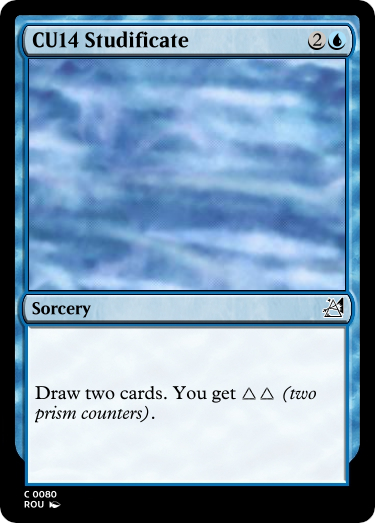 CU14 Studificate 2
Sorcery
Draw two cards. You get △△ (two
prism counters).
C 0080
ROU